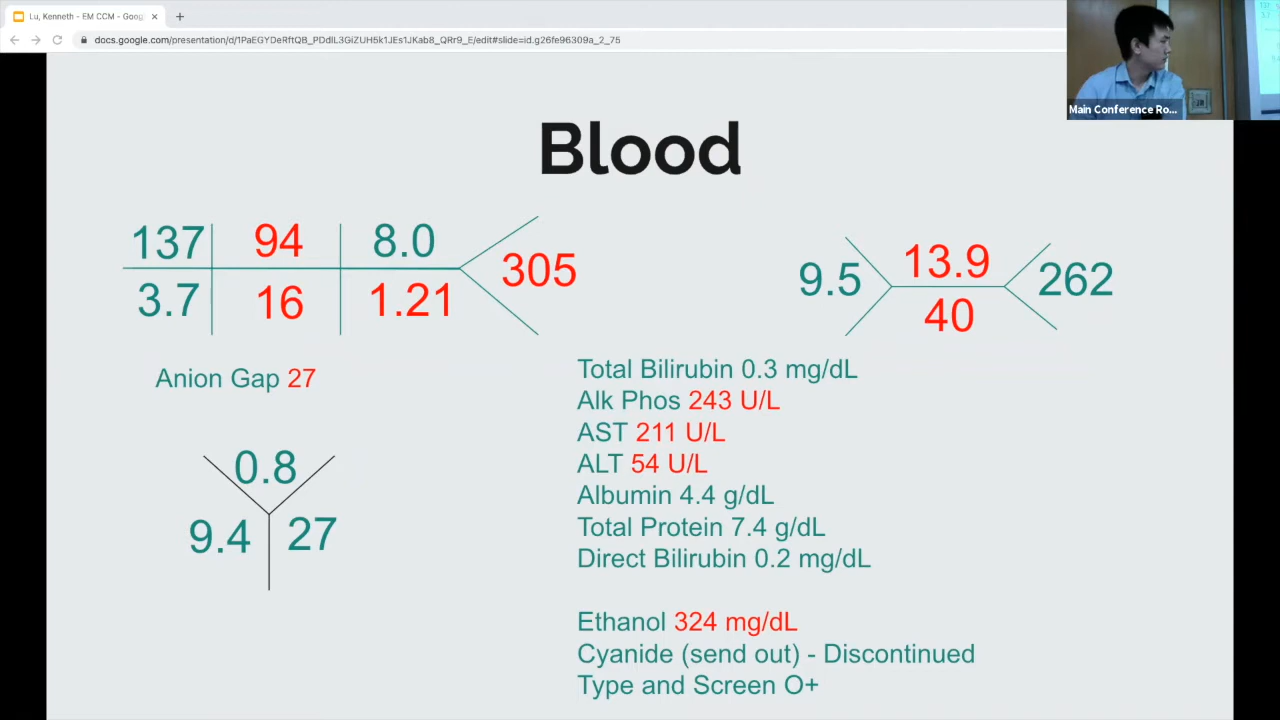 Lu, Kenneth - EM CCM - Goog
docs.google.com/presentation/d/1PaEGYDeRftQB_PDdlL3GiZUH5k1JEs1JKab8_QRr9_E/edit#slide=id.g26fe96309a_2_75
Main Conference Ro...
Blood
137 94 8.0
305
3.7 16 1.21
9.5 13.9 262
40
Anion Gap 27
0.8
9.4 27
Total Bilirubin 0.3 mg/dL
Alk Phos 243 U/L
AST 211 U/L
ALT 54 U/L
Albumin 4.4 g/dL
Total Protein 7.4 g/dL
Direct Bilirubin 0.2 mg/dL
Ethanol 324 mg/dL
Cyanide (send out) - Discontinued
Type and Screen O+